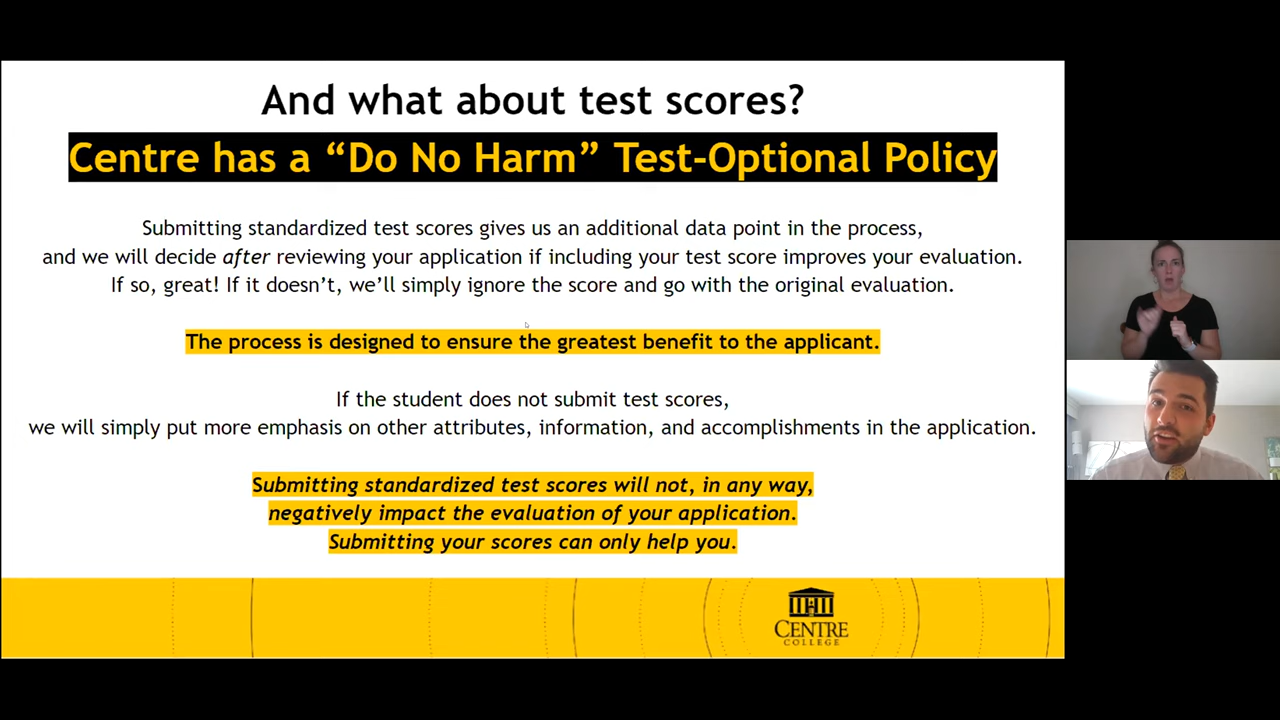 And what about test scores?
Centre has a “Do No Harm” Test-Optional Policy
Submitting standardized test scores gives us an additional data point in the process,
and we will decide after reviewing your application if including your test score improves your evaluation.
If so, great! If it doesn’t, we’ll simply ignore the score and go with the original evaluation.
The process is designed to ensure the greatest benefit to the applicant.
If the student does not submit test scores,
we will simply put more emphasis on other attributes, information, and accomplishments in the application.
Submitting standardized test scores will not, in any way,
negatively impact the evaluation of your application.
Submitting your scores can only help you.
CENTRE
COLLEGE